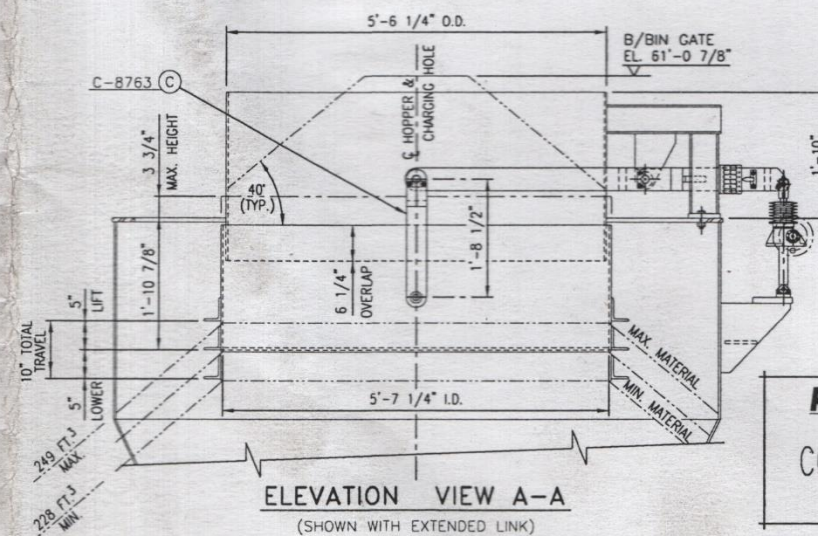 5'-6 1/4" O.D.
B/BIN GATE
EL. 61'-0 7/8"
C-8763 C
℄ HOPPER &
CHARGING HOLE
3 3/4"
MAX. HEIGHT
40°
(TYP.)
1'-10"
1'-8 1/2"
6 1/4"
OVERLAP
1'-10 7/8"
5"
LIFT
10" TOTAL
TRAVEL
5"
LOWER
MAX. MATERIAL
MIN. MATERIAL
5'-7 1/4" I.D.
249 FT.3
MAX.
228 FT.3
MIN.
ELEVATION VIEW A-A
(SHOWN WITH EXTENDED LINK)